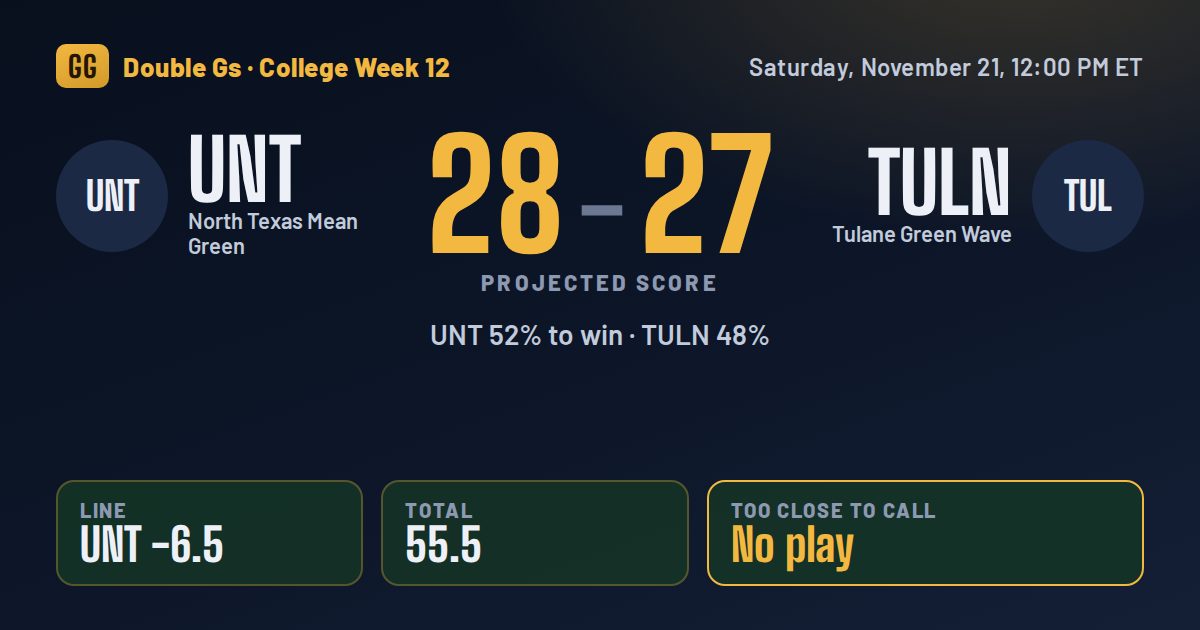 GG
Double Gs · College Week 12
Saturday, November 21, 12:00 PM ET
UNT
UNT
North Texas Mean
Green
28 – 27
PROJECTED SCORE
UNT 52% to win · TULN 48%
TULN
Tulane Green Wave
TUL
LINE
UNT −6.5
TOTAL
55.5
TOO CLOSE TO CALL
No play